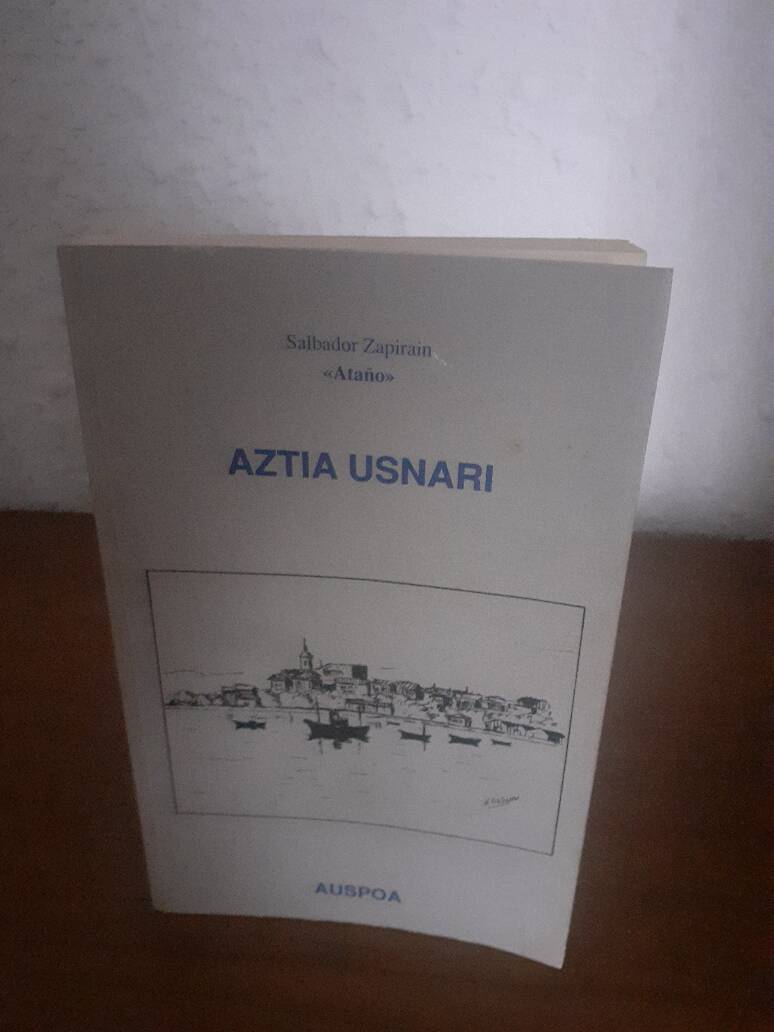 Salbador Zapirain
«Ataño»
AZTIA USNARI
AUSPOA